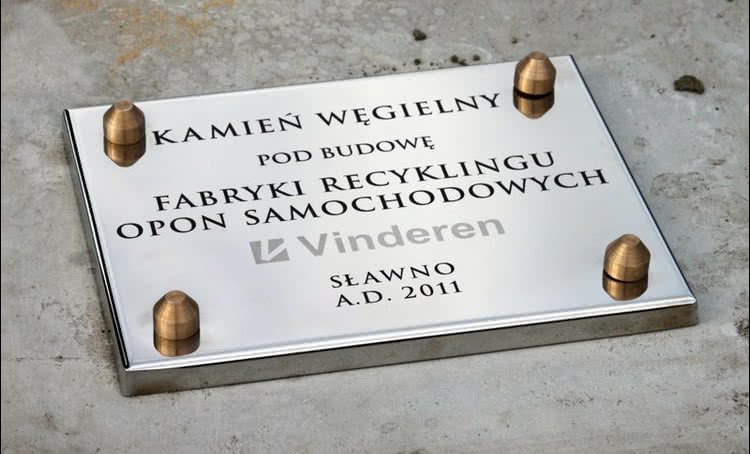 KAMIEŃ WĘGIELNY
POD BUDOWĘ
FABRYKI RECYKLINGU
OPON SAMOCHODOWYCH
Vinderen
SŁAWNO
A.D. 2011